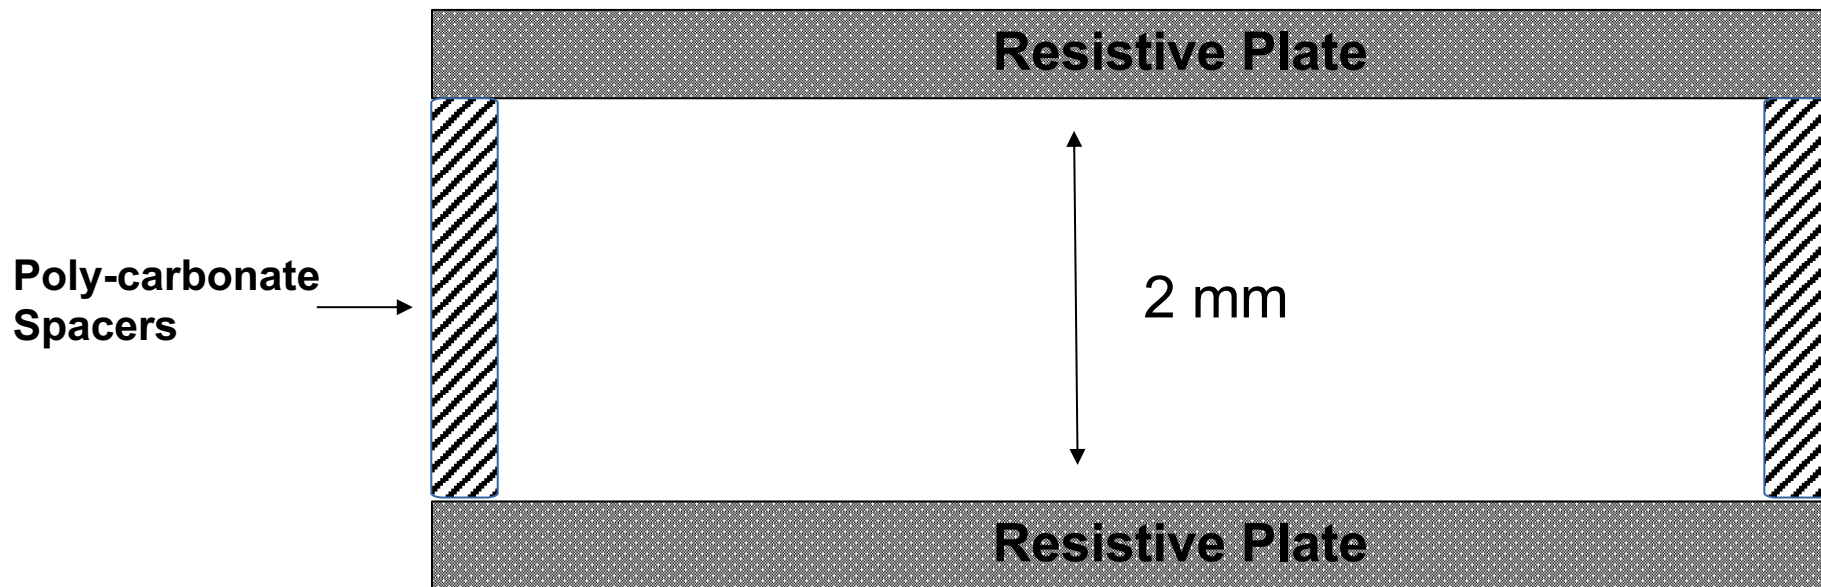 Resistive Plate
Poly-carbonate
Spacers
2 mm
Resistive Plate